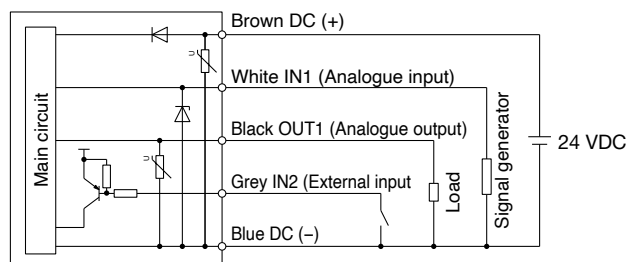 Main circuit
Brown DC (+)
U
White IN1 (Analogue input)
Black OUT1 (Analogue output)
U
Grey IN2 (External input
Blue DC (−)
Load
Signal generator
24 VDC